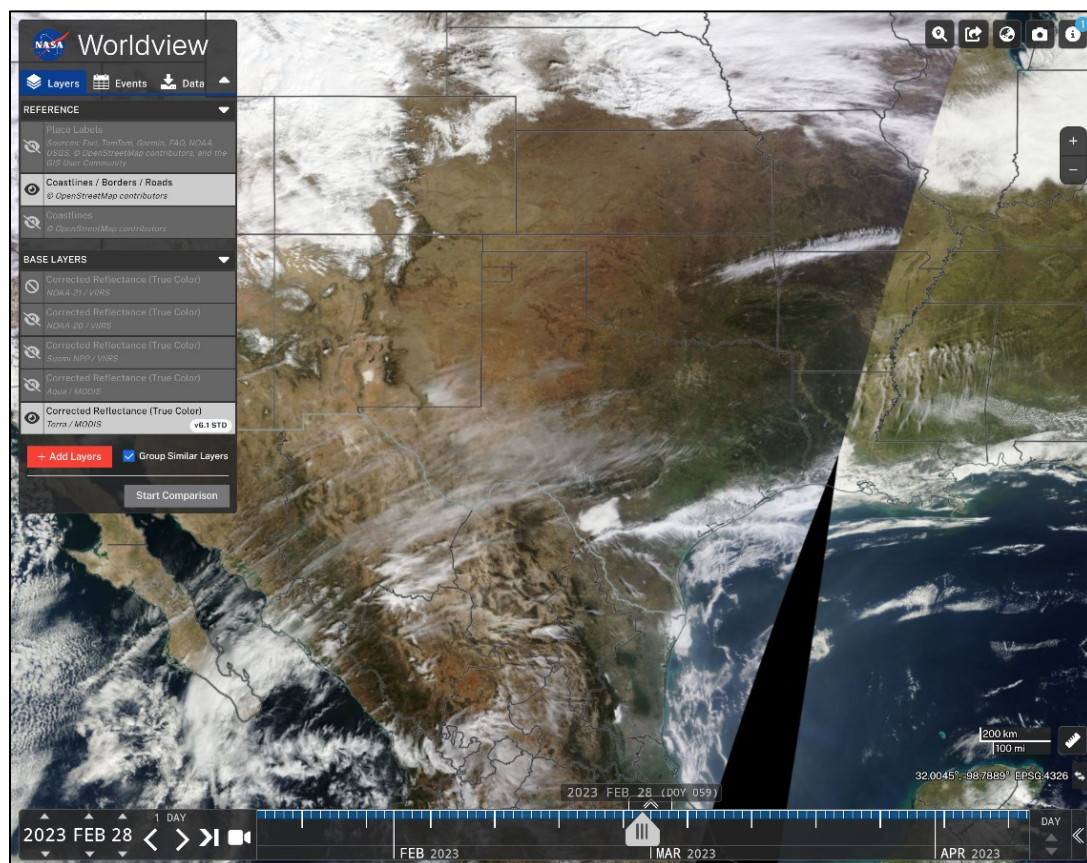 NASA
Worldview
Layers
Events
Data
REFERENCE
Place Labels
Sources: Esri, TomTom, Garmin, FAO, NOAA,
USGS, © OpenStreetMap contributors, and the
GIS User Community
Coastlines / Borders / Roads
© OpenStreetMap contributors
Coastlines
© OpenStreetMap contributors
BASE LAYERS
Corrected Reflectance (True Color)
NOAA-21 / VIIRS
Corrected Reflectance (True Color)
NOAA-20 / VIIRS
Corrected Reflectance (True Color)
Suomi NPP / VIIRS
Corrected Reflectance (True Color)
Aqua / MODIS
Corrected Reflectance (True Color)
Terra / MODIS
v6.1 STD
+ Add Layers
Group Similar Layers
Start Comparison
1
+
−
200 km
100 mi
32.0045°, -98.7889° EPSG:4326
2023 FEB 28 (DOY 059)
1 DAY
2023 FEB 28
FEB 2023
MAR 2023
APR 2023
DAY